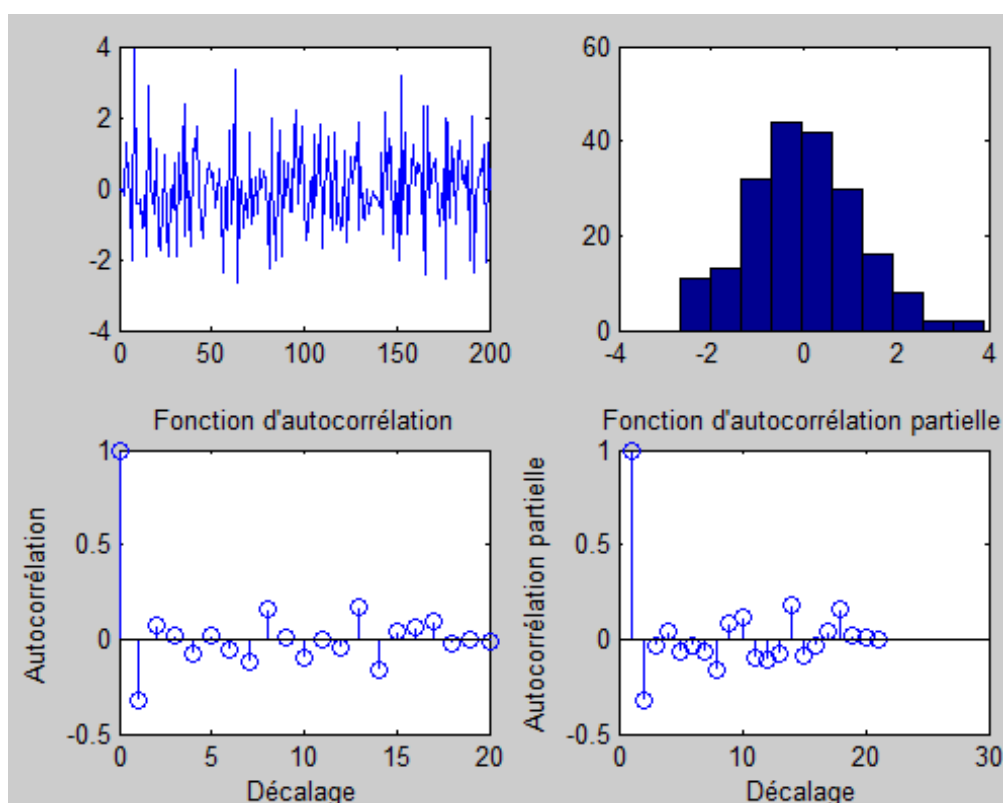 4
2
0
-2
-4
0 50 100 150 200
60
40
20
0
-4 -2 0 2 4
Fonction d'autocorrélation
1
0.5
0
-0.5
Autocorrélation
0 5 10 15 20
Décalage
Fonction d'autocorrélation partielle
1
0.5
0
-0.5
Autocorrélation partielle
0 10 20 30
Décalage